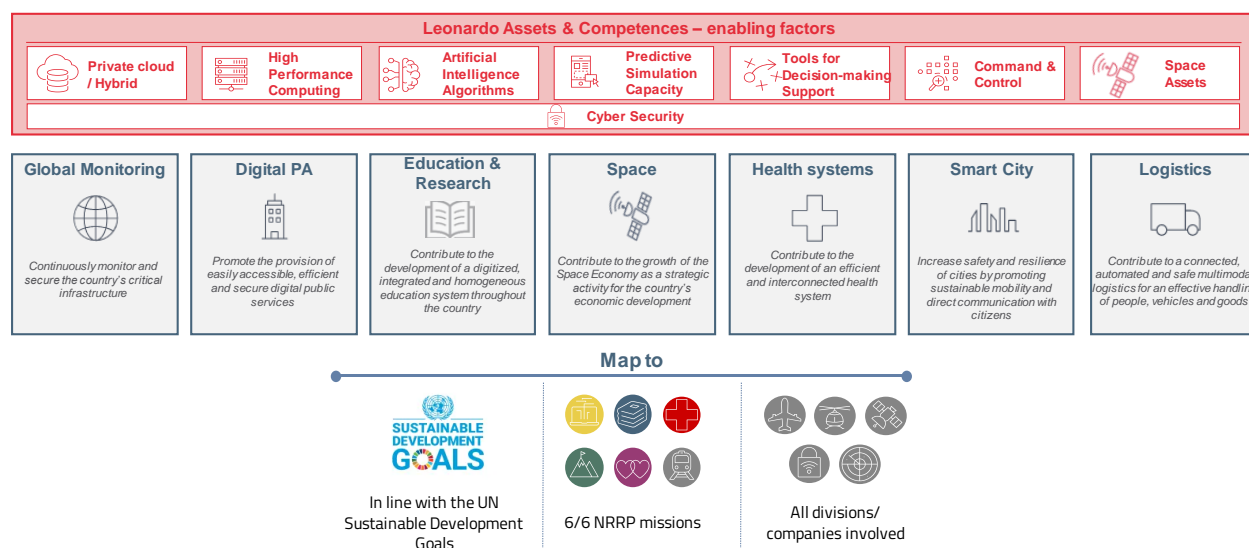 Leonardo Assets & Competences – enabling factors
Private cloud
/ Hybrid
High
Performance
Computing
Artificial
Intelligence
Algorithms
Predictive
Simulation
Capacity
Tools for
Decision-making
Support
Command &
Control
Space
Assets
Cyber Security
Global Monitoring
Continuously monitor and
secure the country's critical
infrastructure
Digital PA
Promote the provision of
easily accessible, efficient
and secure digital public
services
Education &
Research
Contribute to the
development of a digitized,
integrated and homogeneous
education system throughout
the country
Space
Contribute to the growth of the
Space Economy as a strategic
activity for the country's
economic development
Health systems
Contribute to the
development of an efficient
and interconnected health
system
Smart City
Increase safety and resilience
of cities by promoting
sustainable mobility and
direct communication with
citizens
Logistics
Contribute to a connected,
automated and safe multimodal
logistics for an effective handling
of people, vehicles and goods
Map to
SUSTAINABLE
DEVELOPMENT
GOALS
In line with the UN
Sustainable Development
Goals
6/6 NRRP missions
All divisions/
companies involved